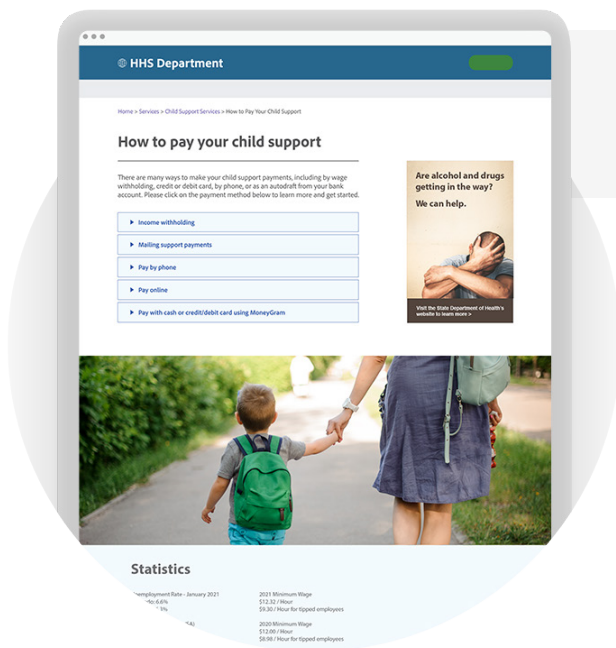 HHS Department
Home > Services > Child Support Services > How to Pay Your Child Support
How to pay your child support
There are many ways to make your child support payments, including by wage
withholding, credit or debit card, by phone, or as an autodraft from your bank
account. Please click on the payment method below to learn more and get started.
Income withholding
Mailing support payments
Pay by phone
Pay online
Pay with cash or credit/debit card using MoneyGram
Are alcohol and drugs
getting in the way?
We can help.
Visit the State Department of Health's
website to learn more >
Statistics
Rate - January 2021
6.6%
2021 Minimum Wage
$12.32 / Hour
$9.30 / Hour for tipped employees
2020 Minimum Wage
$12.00 / Hour
$8.98 / Hour for tipped employees